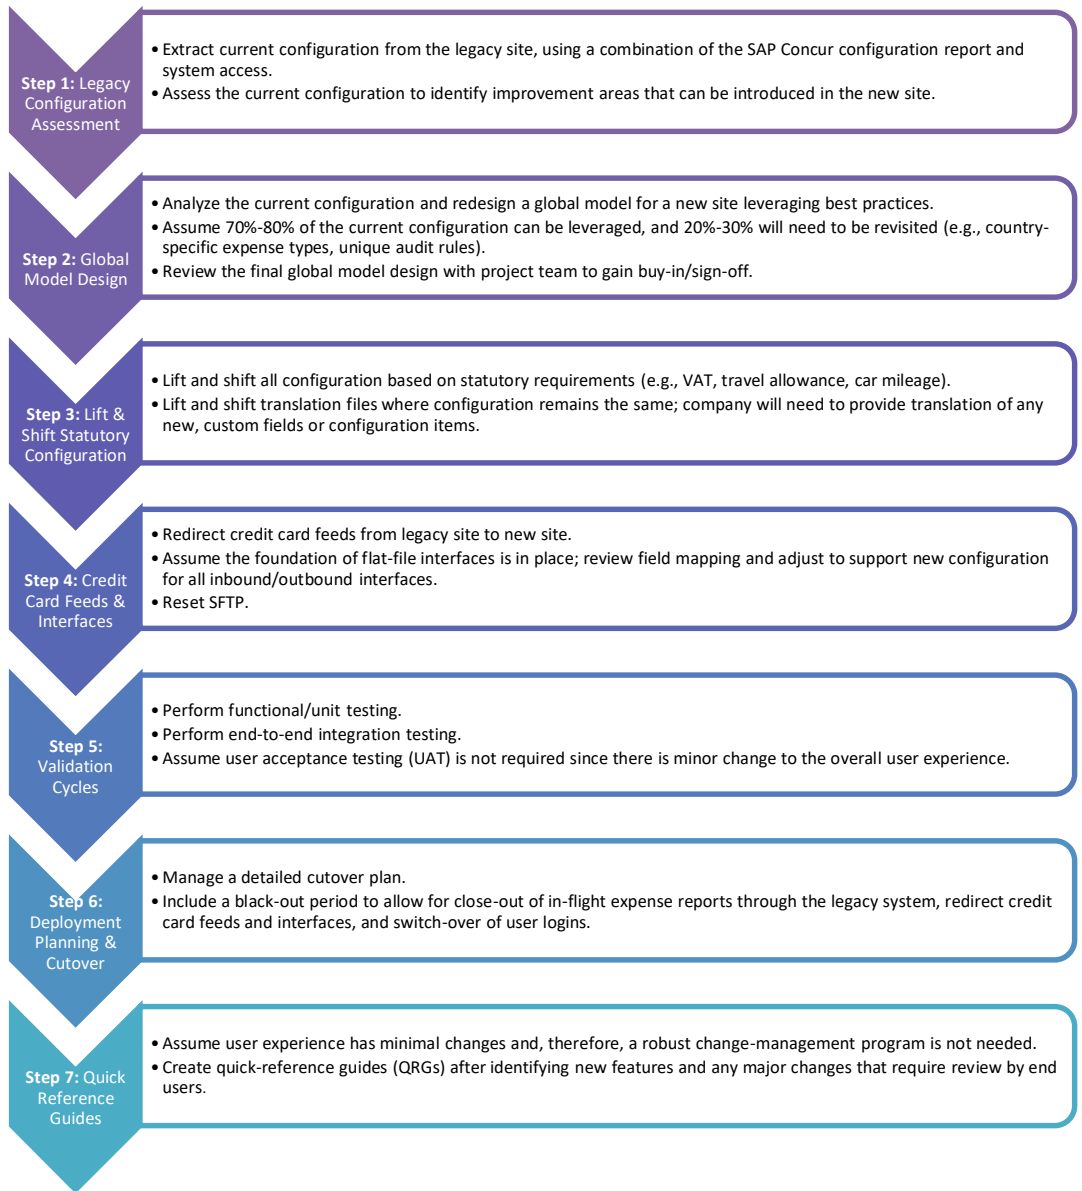 Step 1: Legacy
Configuration
Assessment
• Extract current configuration from the legacy site, using a combination of the SAP Concur configuration report and
system access.
• Assess the current configuration to identify improvement areas that can be introduced in the new site.
Step 2: Global
Model Design
• Analyze the current configuration and redesign a global model for a new site leveraging best practices.
• Assume 70%-80% of the current configuration can be leveraged, and 20%-30% will need to be revisited (e.g., country-
specific expense types, unique audit rules).
• Review the final global model design with project team to gain buy-in/sign-off.
Step 3: Lift &
Shift Statutory
Configuration
• Lift and shift all configuration based on statutory requirements (e.g., VAT, travel allowance, car mileage).
• Lift and shift translation files where configuration remains the same; company will need to provide translation of any
new, custom fields or configuration items.
Step 4: Credit
Card Feeds &
Interfaces
• Redirect credit card feeds from legacy site to new site.
• Assume the foundation of flat-file interfaces is in place; review field mapping and adjust to support new configuration
for all inbound/outbound interfaces.
• Reset SFTP.
Step 5:
Validation
Cycles
• Perform functional/unit testing.
• Perform end-to-end integration testing.
• Assume user acceptance testing (UAT) is not required since there is minor change to the overall user experience.
Step 6:
Deployment
Planning &
Cutover
• Manage a detailed cutover plan.
• Include a black-out period to allow for close-out of in-flight expense reports through the legacy system, redirect credit
card feeds and interfaces, and switch-over of user logins.
Step 7: Quick
Reference
Guides
• Assume user experience has minimal changes and, therefore, a robust change-management program is not needed.
• Create quick-reference guides (QRGs) after identifying new features and any major changes that require review by end
users.